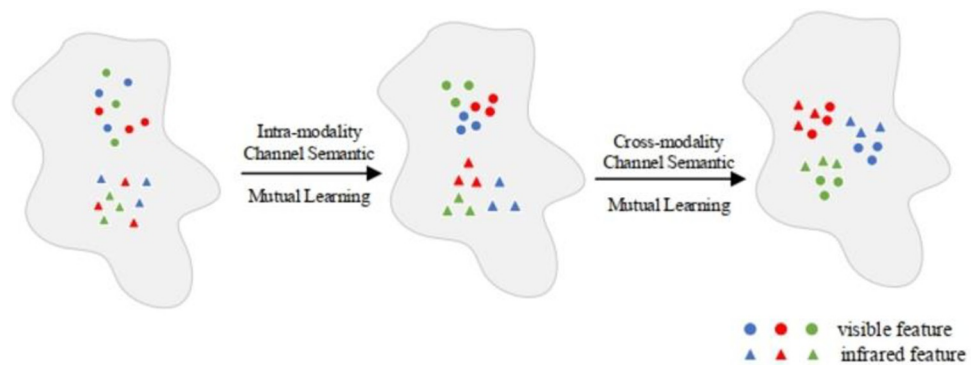 Intra-modality
Channel Semantic
Mutual Learning
Cross-modality
Channel Semantic
Mutual Learning
visible feature
infrared feature